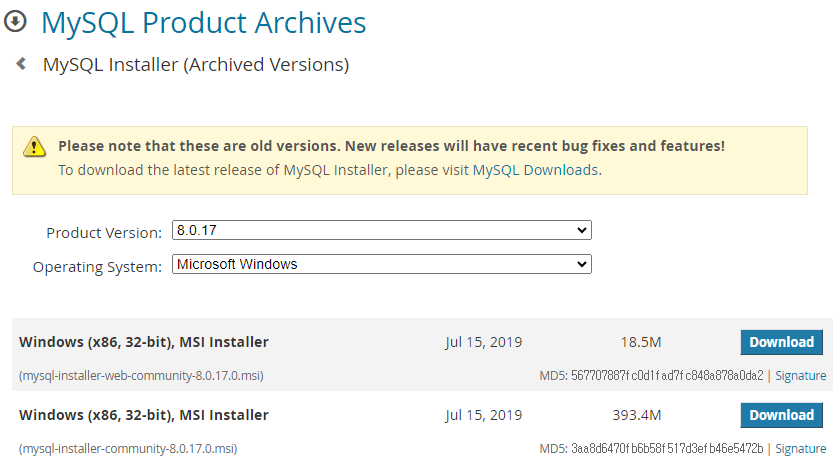 MySQL Product Archives
MySQL Installer (Archived Versions)
Please note that these are old versions. New releases will have recent bug fixes and features!
To download the latest release of MySQL Installer, please visit MySQL Downloads.
Product Version: 8.0.17
Operating System: Microsoft Windows
Windows (x86, 32-bit), MSI Installer Jul 15, 2019 18.5M Download
(mysql-installer-web-community-8.0.17.0.msi) MD5: 567707887fc0d1fad7fc848a878a0da2 | Signature
Windows (x86, 32-bit), MSI Installer Jul 15, 2019 393.4M Download
(mysql-installer-community-8.0.17.0.msi) MD5: 3aa8d6470fb6b58f517d3efb46e5472b | Signature